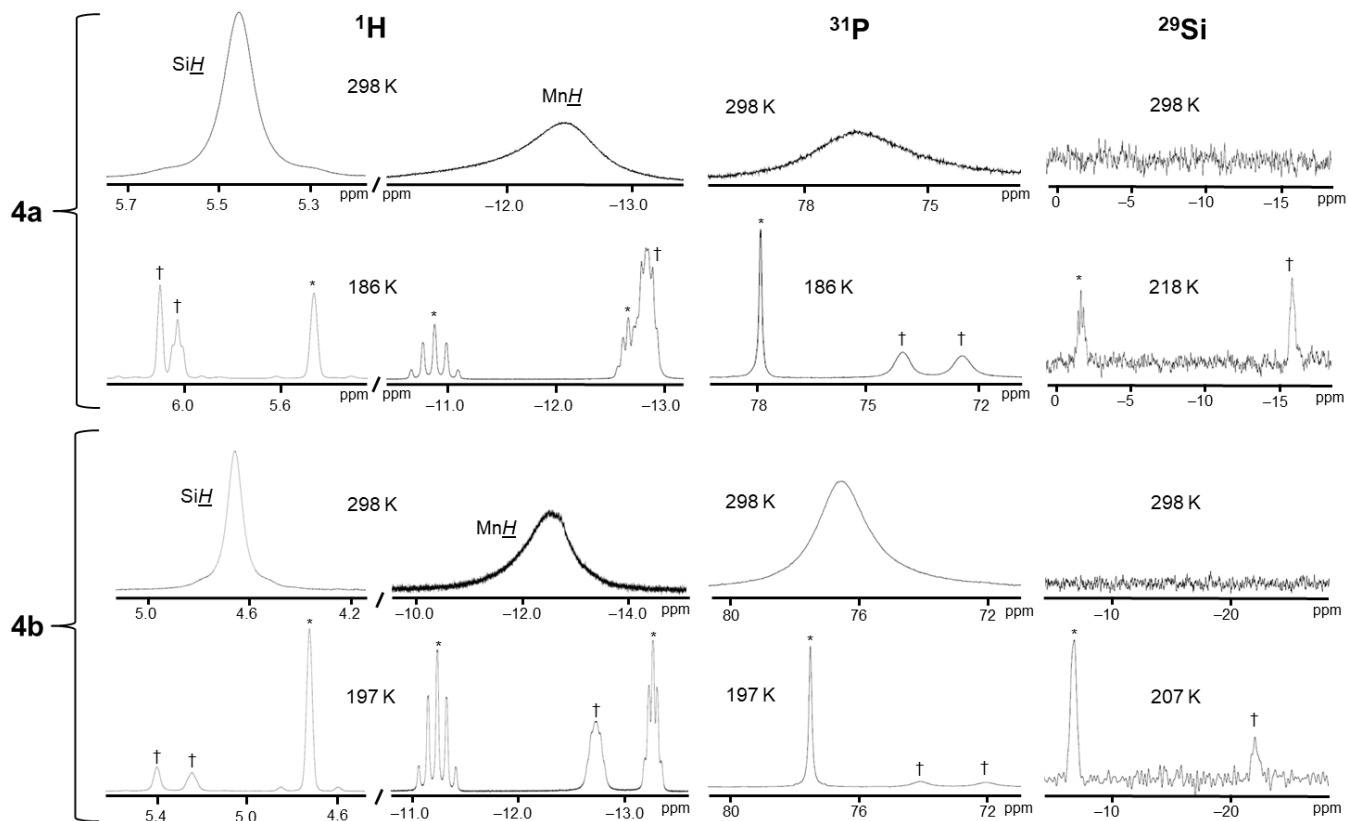 ¹H ³¹P ²⁹Si
4a
SiH 298 K MnH 298 K 298 K
5.7 5.5 5.3 ppm –12.0 –13.0 ppm 78 75 ppm 0 –5 –10 –15 ppm
† † * 186 K * * † * 186 K † † * 218 K †
6.0 5.6 ppm –11.0 –12.0 –13.0 ppm 78 75 72 ppm 0 –5 –10 –15 ppm
4b
SiH 298 K MnH 298 K 298 K
5.0 4.6 4.2 ppm –10.0 –12.0 –14.0 ppm 80 76 72 ppm –10 –20 ppm
† † * 197 K * † * * 197 K † † * 207 K †
5.4 5.0 4.6 ppm –11.0 –12.0 –13.0 ppm 80 76 72 ppm –10 –20 ppm